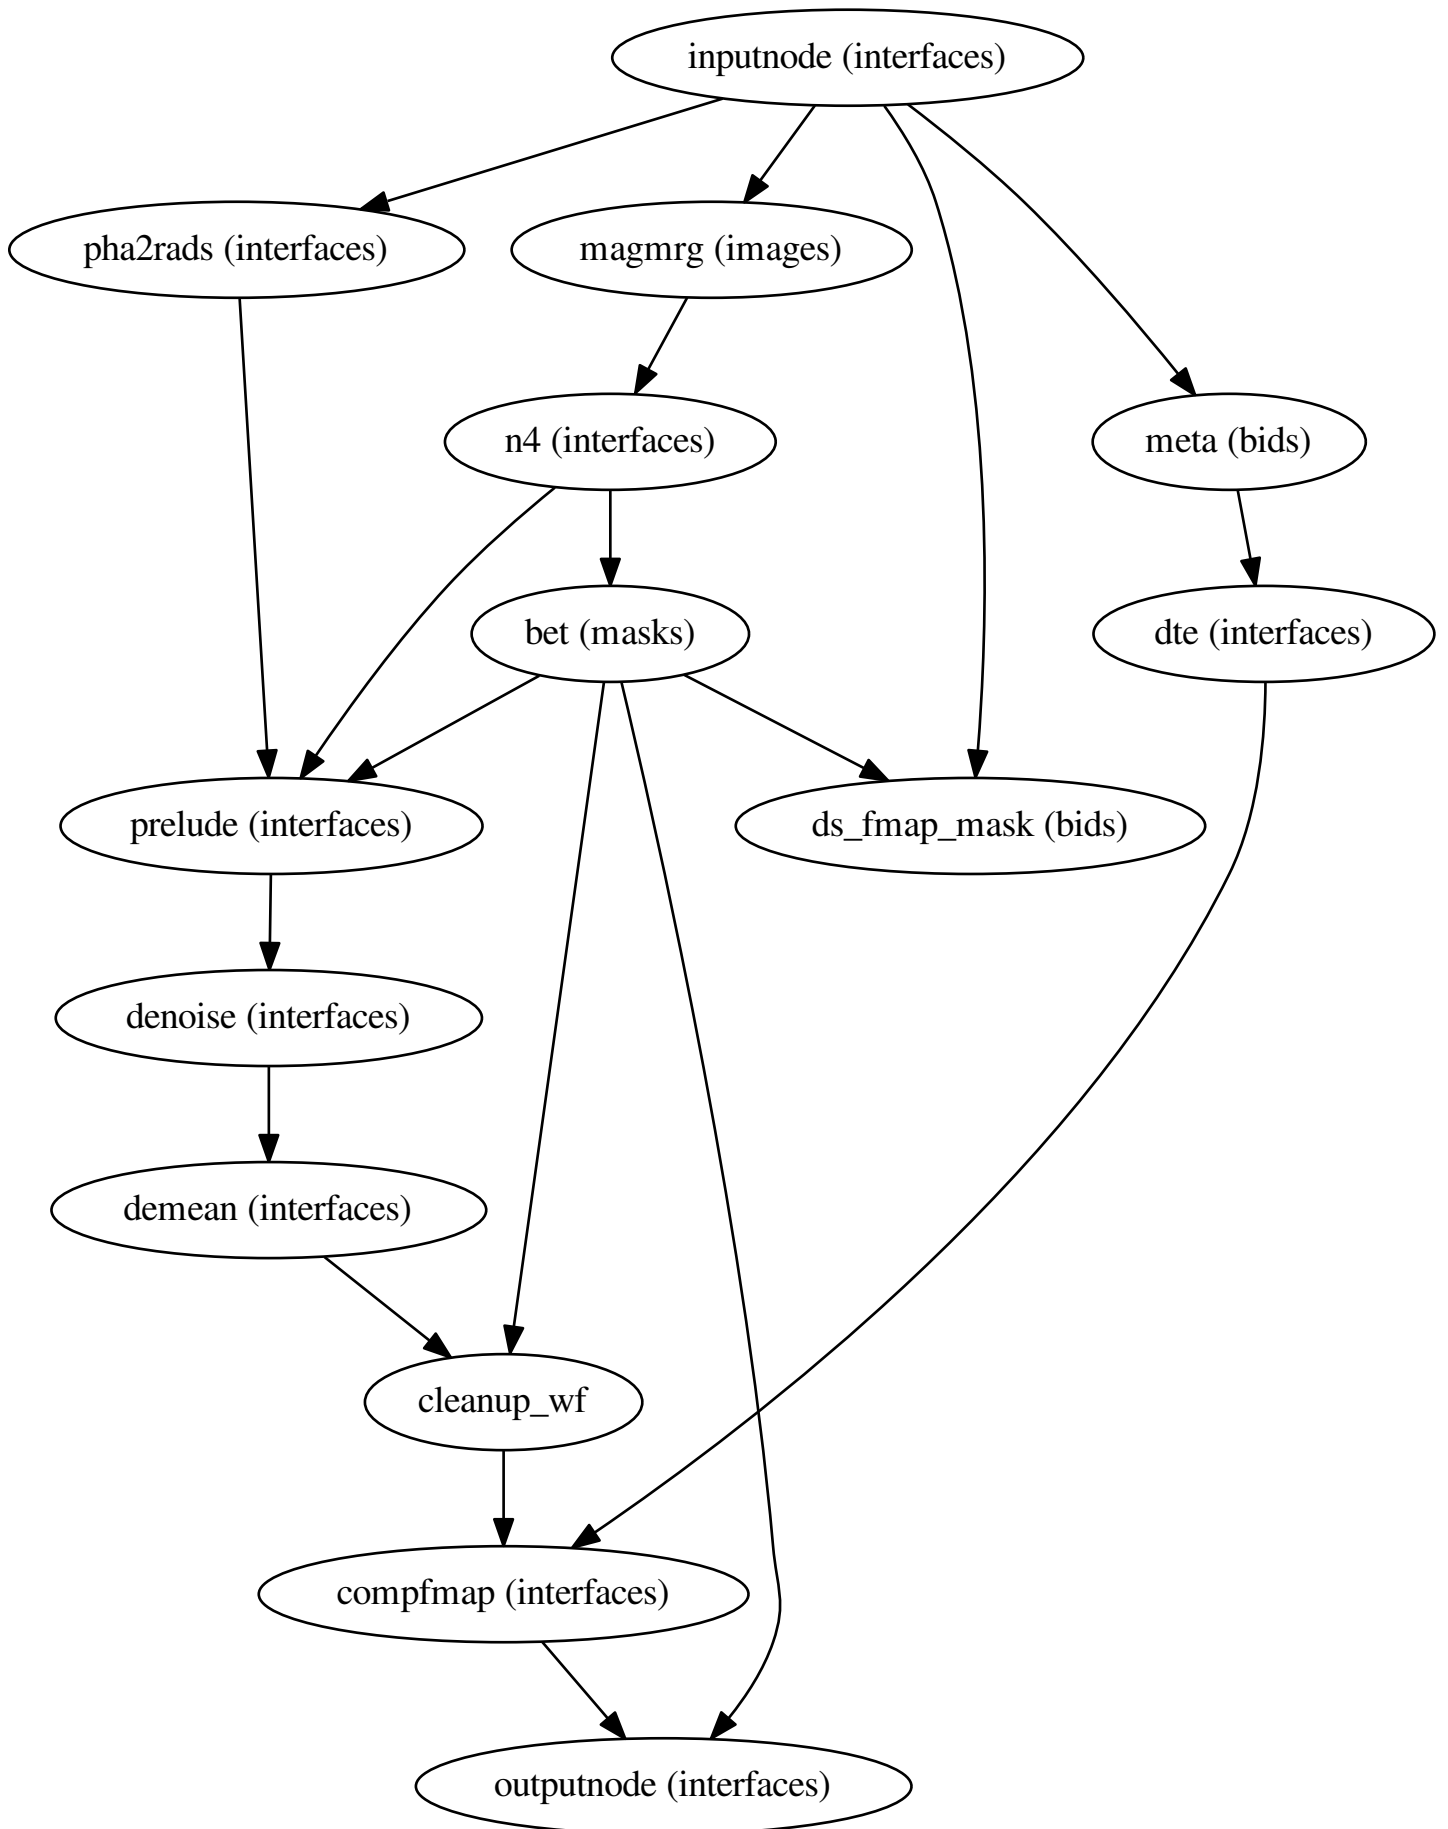 inputnode (interfaces)
pha2rads (interfaces)
magmrg (images)
n4 (interfaces)
meta (bids)
bet (masks)
dte (interfaces)
prelude (interfaces)
ds_fmap_mask (bids)
denoise (interfaces)
demean (interfaces)
cleanup_wf
compfmap (interfaces)
outputnode (interfaces)